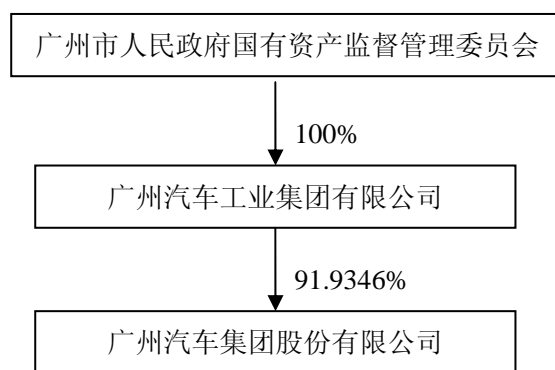 广州市人民政府国有资产监督管理委员会
100%
广州汽车工业集团有限公司
91.9346%
广州汽车集团股份有限公司